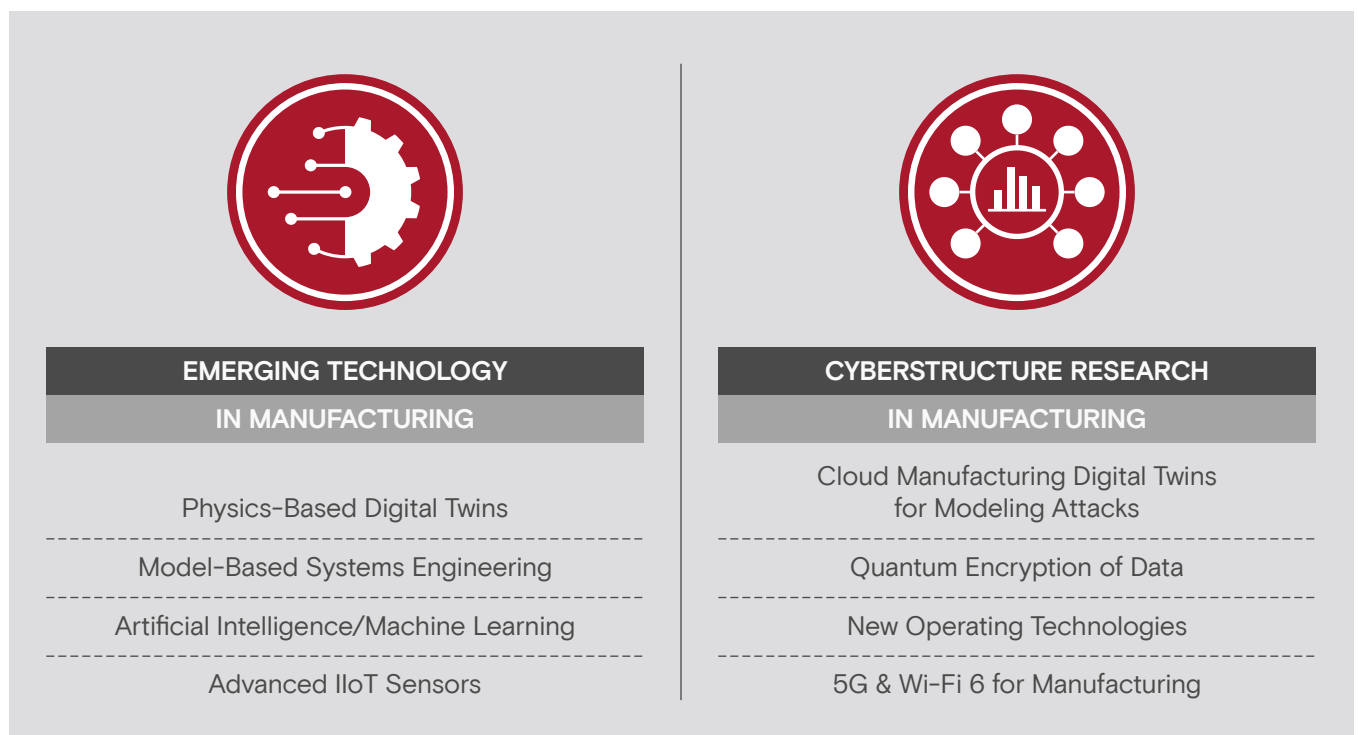 EMERGING TECHNOLOGY
IN MANUFACTURING
Physics-Based Digital Twins
Model-Based Systems Engineering
Artificial Intelligence/Machine Learning
Advanced IIoT Sensors
CYBERSTRUCTURE RESEARCH
IN MANUFACTURING
Cloud Manufacturing Digital Twins
for Modeling Attacks
Quantum Encryption of Data
New Operating Technologies
5G & Wi-Fi 6 for Manufacturing